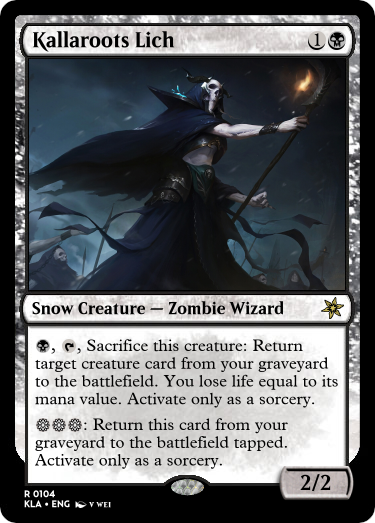 Kallaroots Lich 1
Snow Creature — Zombie Wizard
, , Sacrifice this creature: Return
target creature card from your graveyard
to the battlefield. You lose life equal to its
mana value. Activate only as a sorcery.
: Return this card from your
graveyard to the battlefield tapped.
Activate only as a sorcery.
2/2
R 0104
KLA • ENG V WEI